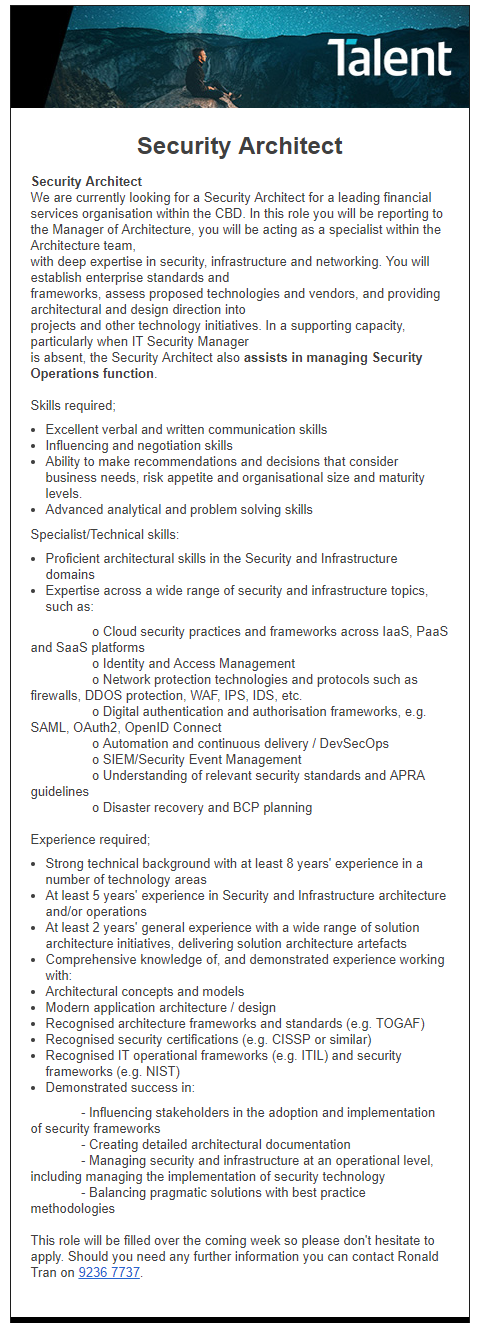 Talent
Security Architect
Security Architect
We are currently looking for a Security Architect for a leading financial
services organisation within the CBD. In this role you will be reporting to
the Manager of Architecture, you will be acting as a specialist within the
Architecture team,
with deep expertise in security, infrastructure and networking. You will
establish enterprise standards and
frameworks, assess proposed technologies and vendors, and providing
architectural and design direction into
projects and other technology initiatives. In a supporting capacity,
particularly when IT Security Manager
is absent, the Security Architect also assists in managing Security
Operations function.
Skills required;
• Excellent verbal and written communication skills
• Influencing and negotiation skills
• Ability to make recommendations and decisions that consider
business needs, risk appetite and organisational size and maturity
levels.
• Advanced analytical and problem solving skills
Specialist/Technical skills:
• Proficient architectural skills in the Security and Infrastructure
domains
• Expertise across a wide range of security and infrastructure topics,
such as:
o Cloud security practices and frameworks across IaaS, PaaS
and SaaS platforms
o Identity and Access Management
o Network protection technologies and protocols such as
firewalls, DDOS protection, WAF, IPS, IDS, etc.
o Digital authentication and authorisation frameworks, e.g.
SAML, OAuth2, OpenID Connect
o Automation and continuous delivery / DevSecOps
o SIEM/Security Event Management
o Understanding of relevant security standards and APRA
guidelines
o Disaster recovery and BCP planning
Experience required;
• Strong technical background with at least 8 years' experience in a
number of technology areas
• At least 5 years' experience in Security and Infrastructure architecture
and/or operations
• At least 2 years' general experience with a wide range of solution
architecture initiatives, delivering solution architecture artefacts
• Comprehensive knowledge of, and demonstrated experience working
with:
• Architectural concepts and models
• Modern application architecture / design
• Recognised architecture frameworks and standards (e.g. TOGAF)
• Recognised security certifications (e.g. CISSP or similar)
• Recognised IT operational frameworks (e.g. ITIL) and security
frameworks (e.g. NIST)
• Demonstrated success in:
- Influencing stakeholders in the adoption and implementation
of security frameworks
- Creating detailed architectural documentation
- Managing security and infrastructure at an operational level,
including managing the implementation of security technology
- Balancing pragmatic solutions with best practice
methodologies
This role will be filled over the coming week so please don't hesitate to
apply. Should you need any further information you can contact Ronald
Tran on 9236 7737.